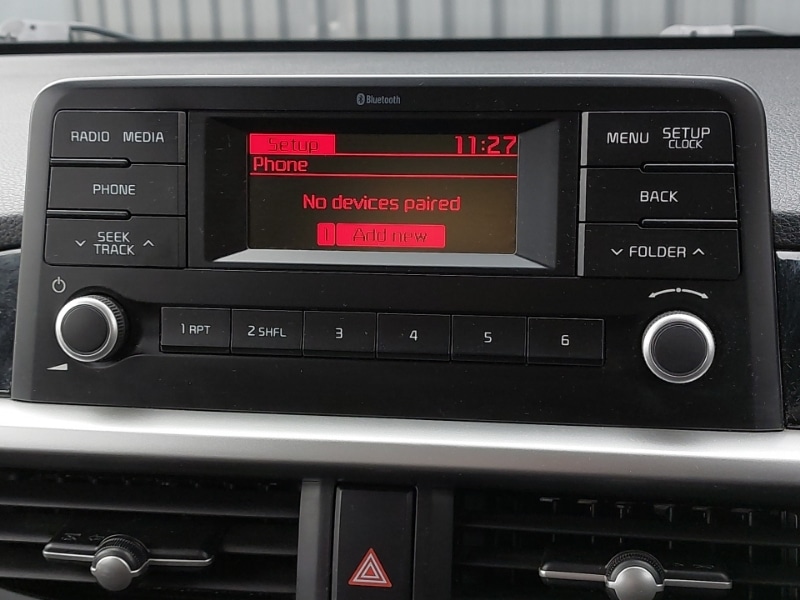 Bluetooth
RADIO MEDIA
Setup 11:27
MENU SETUP
CLOCK
Phone
PHONE
No devices paired
BACK
SEEK
TRACK
1 Add new
FOLDER
1 RPT 2 SHFL 3 4 5 6